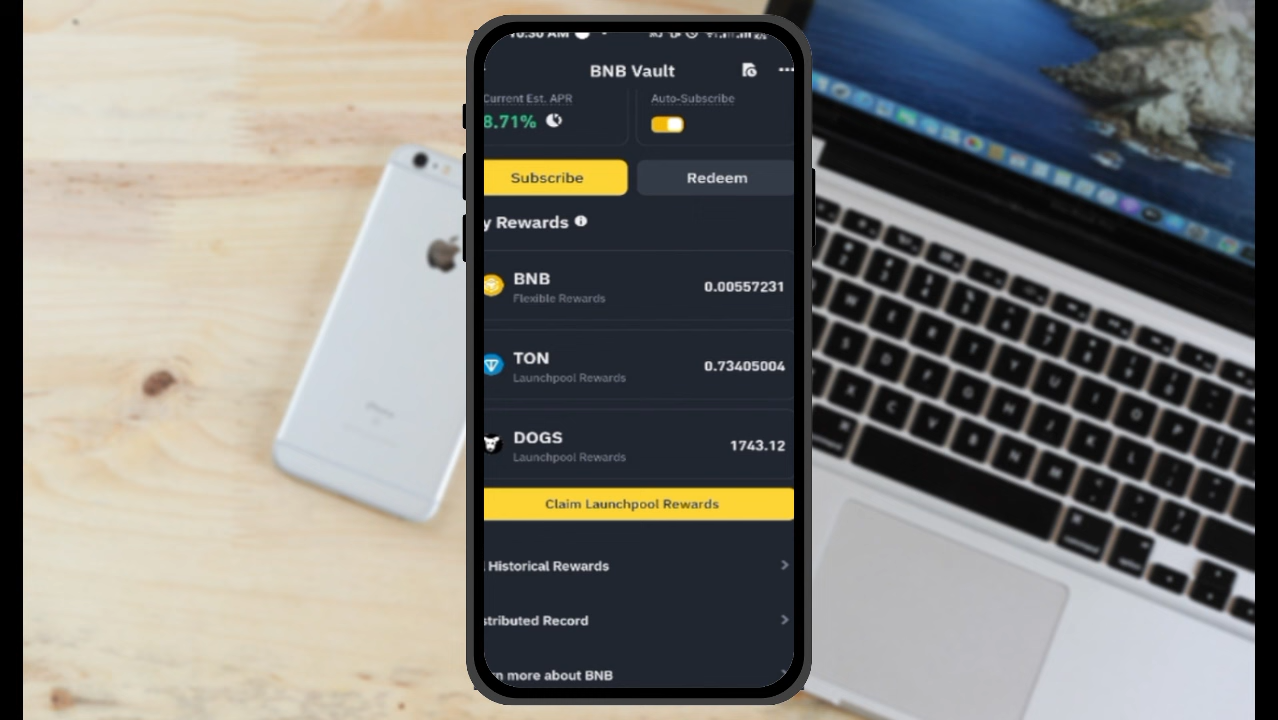 BNB Vault
Current Est. APR
Auto-Subscribe
8.71%
Subscribe
Redeem
y Rewards
BNB
0.00557231
Flexible Rewards
TON
0.73405004
Launchpool Rewards
DOGS
1743.12
Launchpool Rewards
Claim Launchpool Rewards
Historical Rewards
stributed Record
n more about BNB